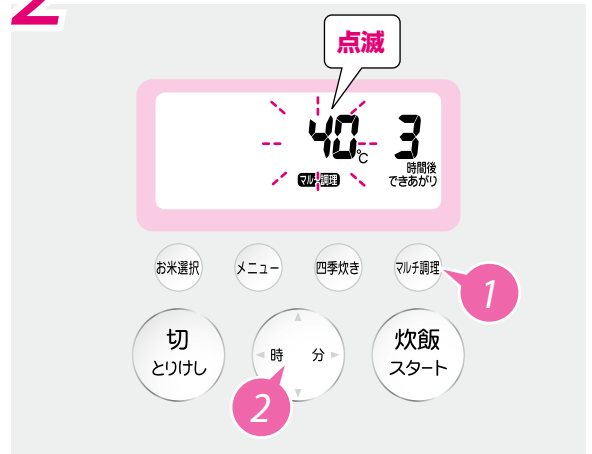 2
点滅
40℃ 3
時間後
マルチ調理 できあがり
お米選択 メニュー 四季炊き マルチ調理
1
切 炊飯
とりけし 時 分 スタート
2